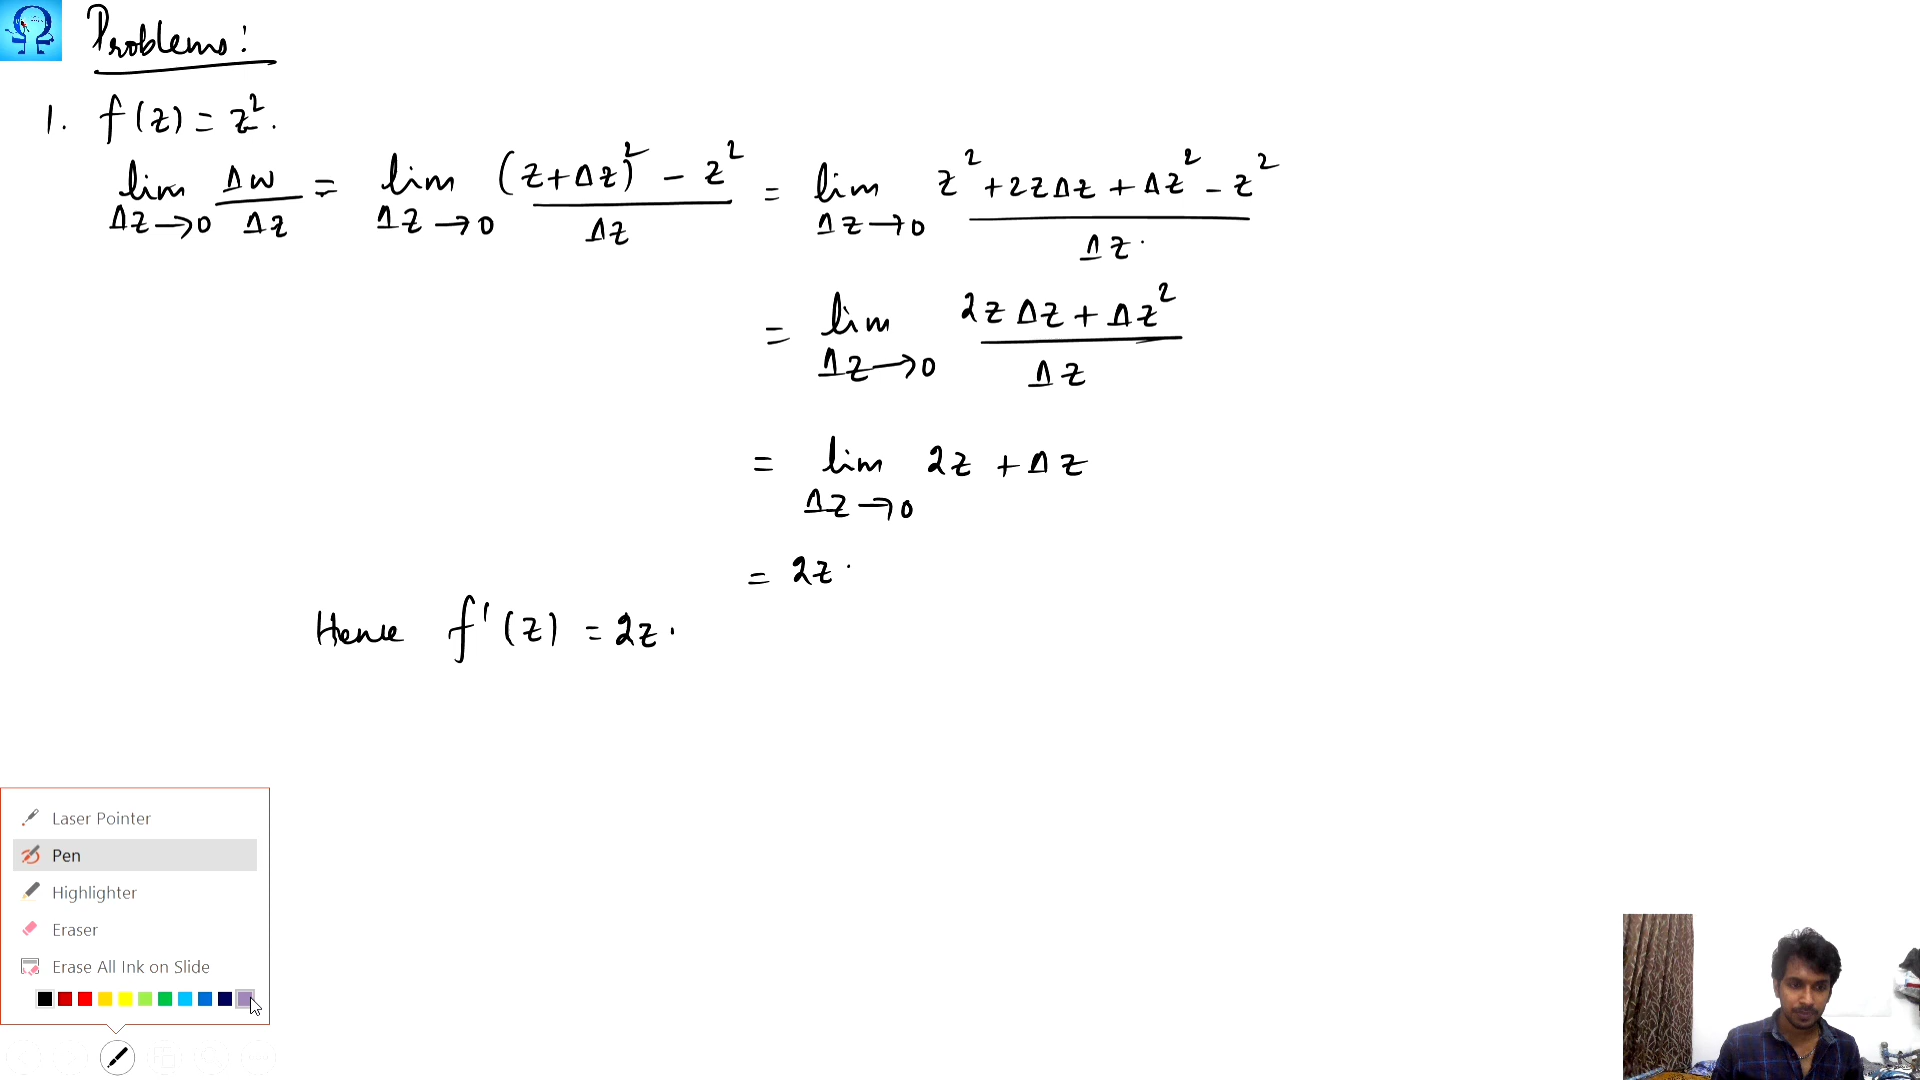 Problems:
1. f(z) = z².
lim Δz→0 Δw/Δz = lim Δz→0 ((z+Δz)² - z²)/Δz = lim Δz→0 (z² + 2zΔz + Δz² - z²)/Δz.
= lim Δz→0 (2zΔz + Δz²)/Δz
= lim Δz→0 2z + Δz
= 2z.
Hence f'(z) = 2z.
Laser Pointer
Pen
Highlighter
Eraser
Erase All Ink on Slide